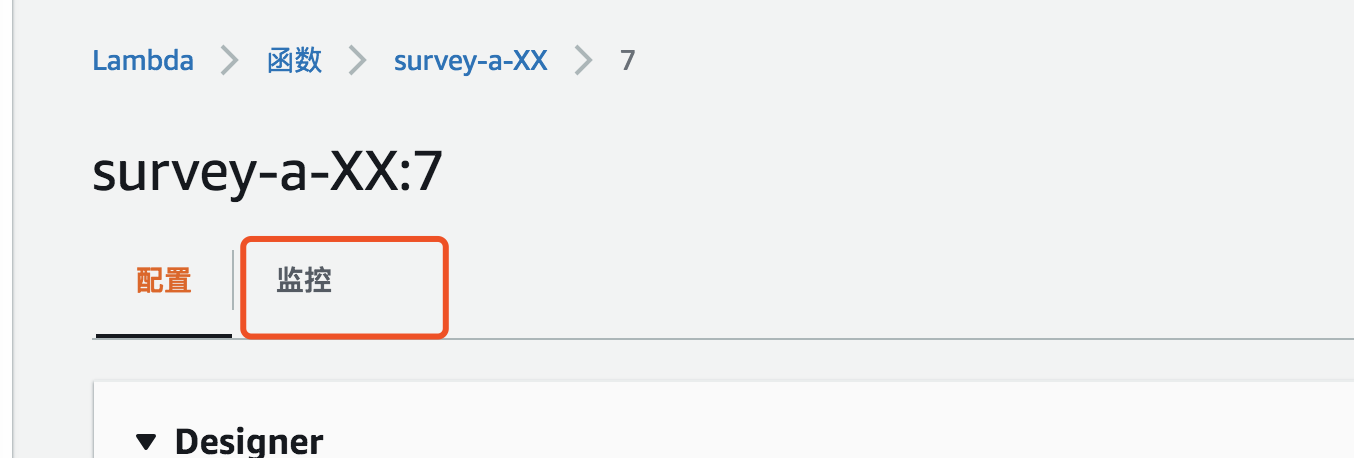 Lambda > 函数 > survey-a-XX > 7
survey-a-XX:7
配置 监控
Designer